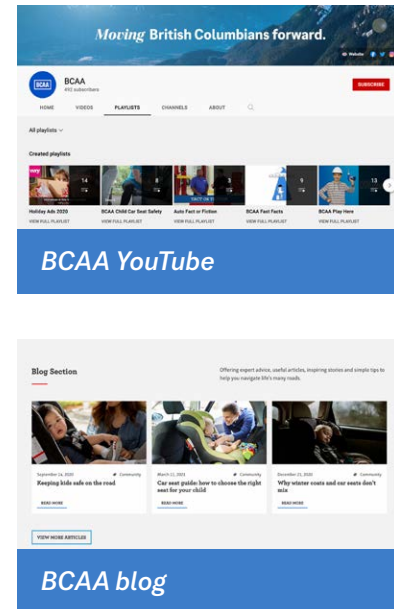 Moving British Columbians forward.
Website
BCAA
BCAA
492 subscribers
SUBSCRIBE
HOME VIDEOS PLAYLISTS CHANNELS ABOUT
All playlists
Created playlists
14 8 9 13
Holiday Ads 2020 BCAA Child Car Seat Safety Auto Fact or Fiction BCAA Fast Facts BCAA Play Here
VIEW FULL PLAYLIST VIEW FULL PLAYLIST VIEW FULL PLAYLIST VIEW FULL PLAYLIST VIEW FULL PLAYLIST
BCAA YouTube
Blog Section
Offering expert advice, useful articles, inspiring stories and simple tips to
help you navigate life's many roads.
September 24, 2020 Community March 11, 2021 Community December 21, 2020 Community
Keeping kids safe on the road Car seat guide: how to choose the right Why winter coats and car seats don't
seat for your child mix
READ MORE READ MORE READ MORE
VIEW MORE ARTICLES
BCAA blog